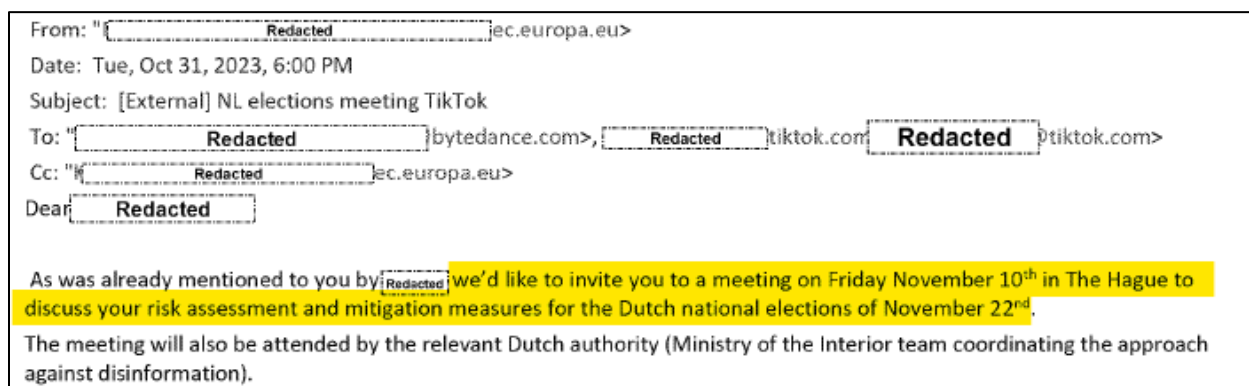 From: "[Redacted]ec.europa.eu>
Date: Tue, Oct 31, 2023, 6:00 PM
Subject: [External] NL elections meeting TikTok
To: "Redacted bytedance.com>, Redacted tiktok.com Redacted tiktok.com>
Cc: "Redacted ec.europa.eu>
Dear Redacted
As was already mentioned to you by Redacted we'd like to invite you to a meeting on Friday November 10th in The Hague to
discuss your risk assessment and mitigation measures for the Dutch national elections of November 22nd.
The meeting will also be attended by the relevant Dutch authority (Ministry of the Interior team coordinating the approach
against disinformation).